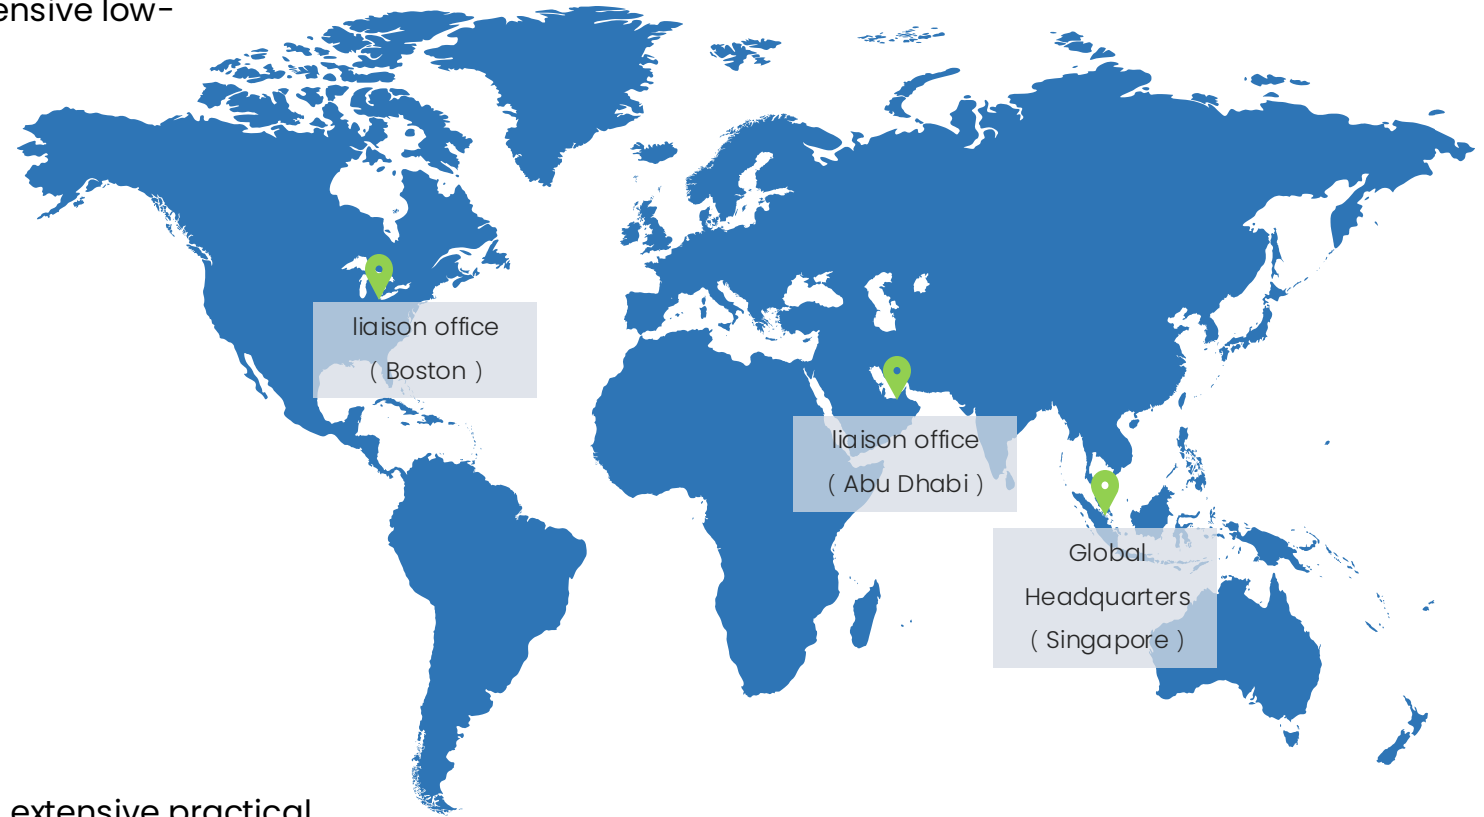 ensive low-
liaison office
( Boston )
liaison office
( Abu Dhabi )
Global
Headquarters
( Singapore )
extensive practical